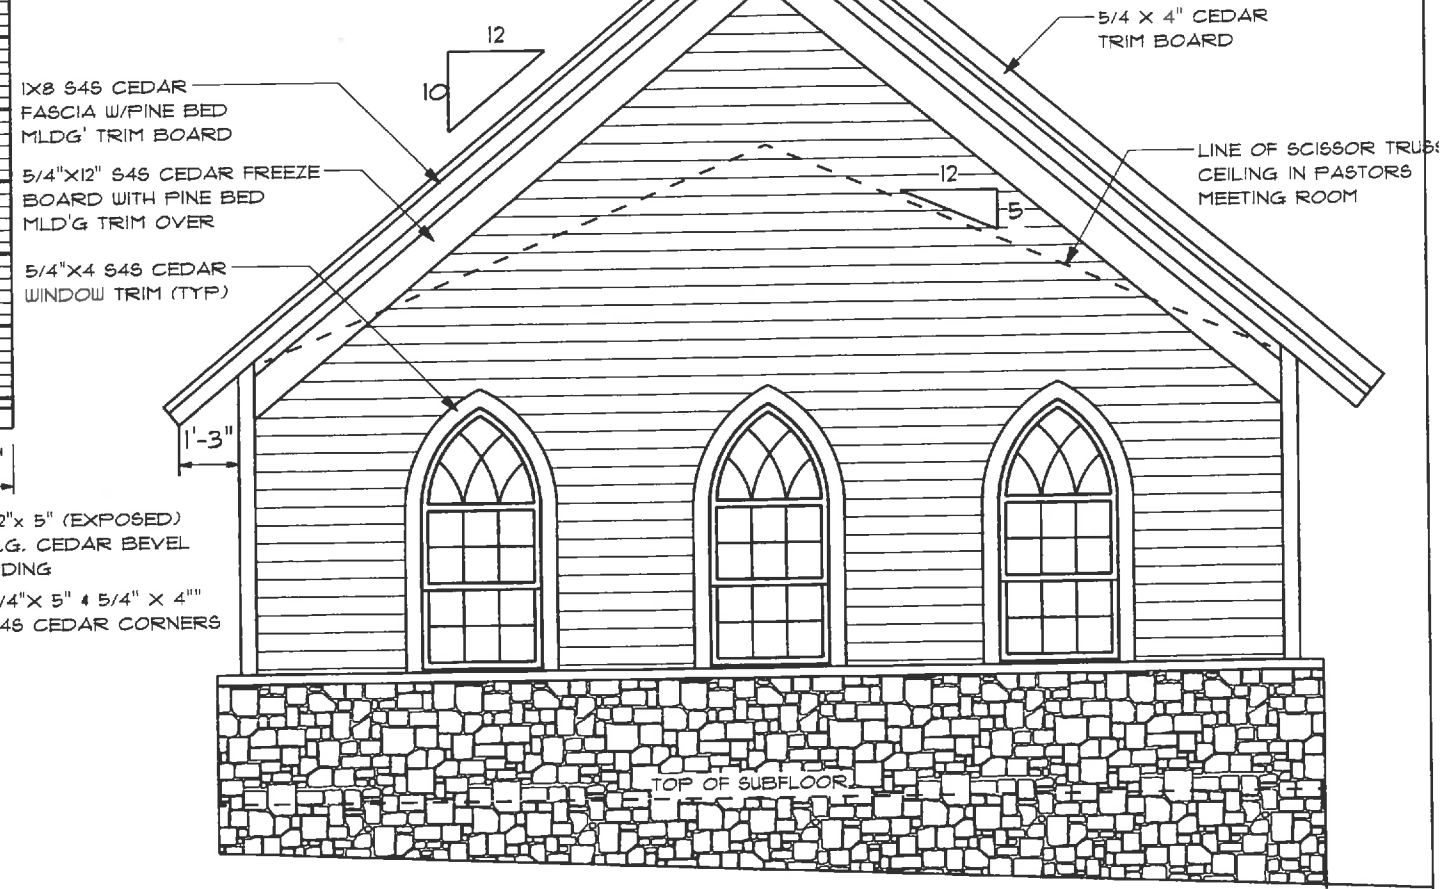 12
10
1X8 S4S CEDAR
FASCIA W/PINE BED
MLDG' TRIM BOARD
5/4"X12" S4S CEDAR FREEZE
BOARD WITH PINE BED
MLD'G TRIM OVER
5/4"X4 S4S CEDAR
WINDOW TRIM (TYP)
5/4 X 4" CEDAR
TRIM BOARD
LINE OF SCISSOR TRUSS
CEILING IN PASTORS
MEETING ROOM
12
5
1'-3"
2"x 5" (EXPOSED)
.G. CEDAR BEVEL
DING
/4"X 5" & 5/4" X 4""
4S CEDAR CORNERS
TOP OF SUBFLOOR